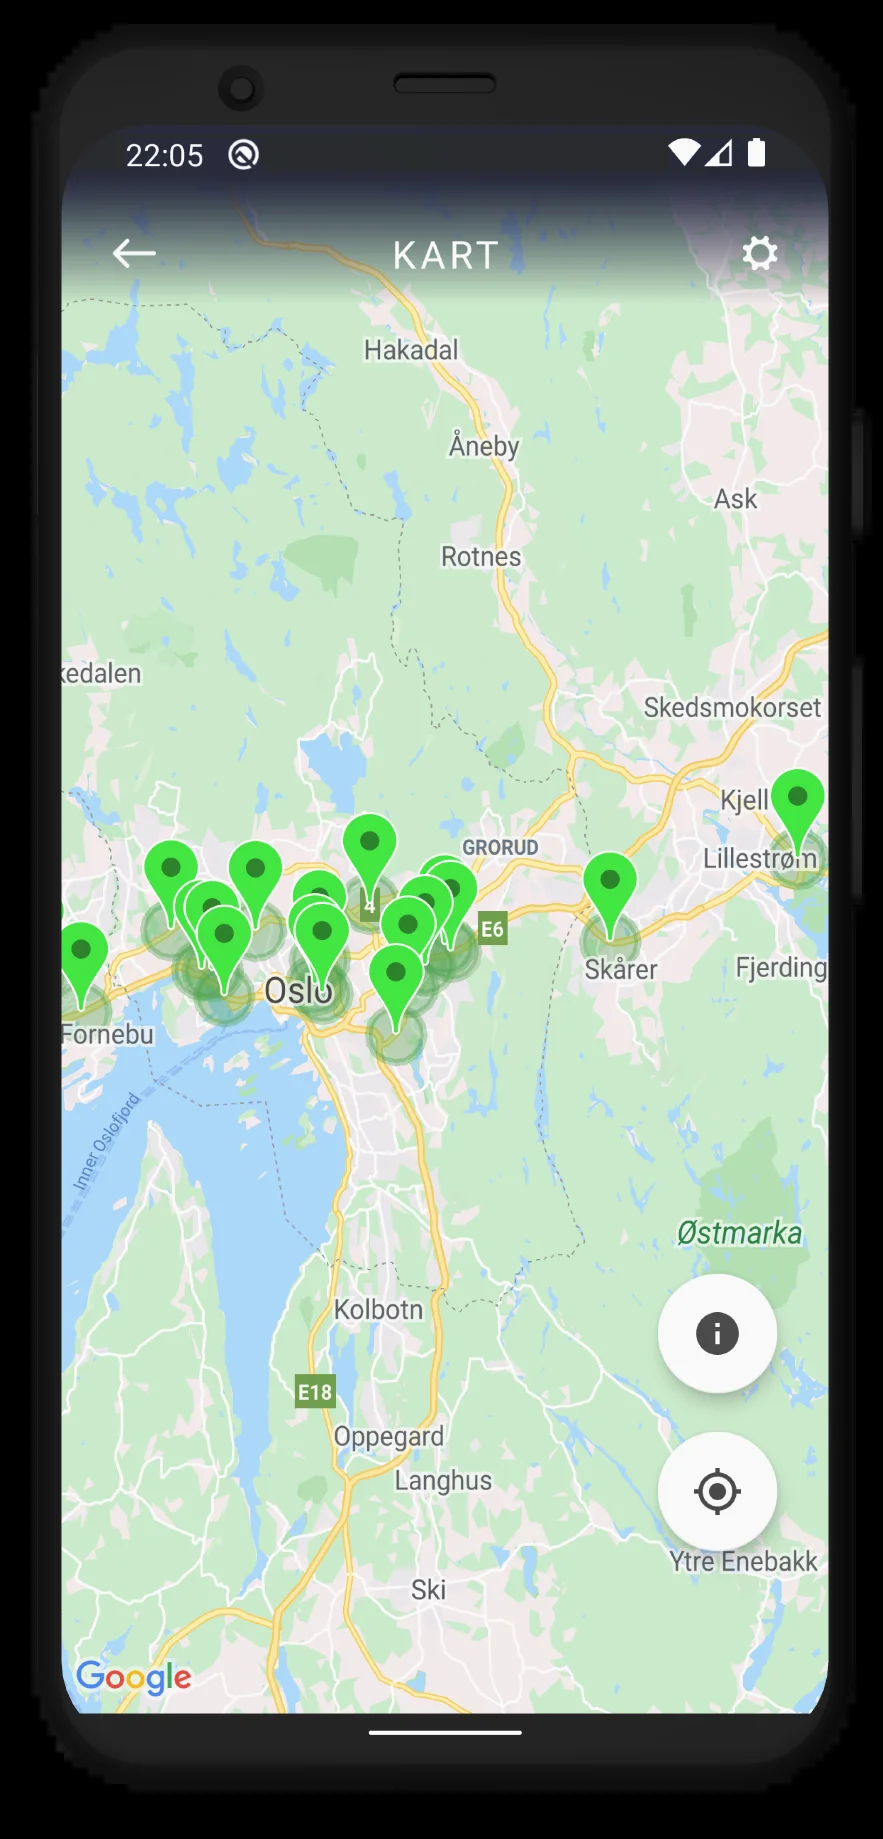 22:05
KART
Hakadal
Åneby
Ask
Rotnes
kedalen
Skedsmokorset
Kjell
GRORUD
Lillestrøm
4
E6
Skårer
Fjerding
Oslo
Fornebu
Inner Oslofjord
Østmarka
Kolbotn
i
E18
Oppegard
Langhus
Ytre Enebakk
Ski
Google